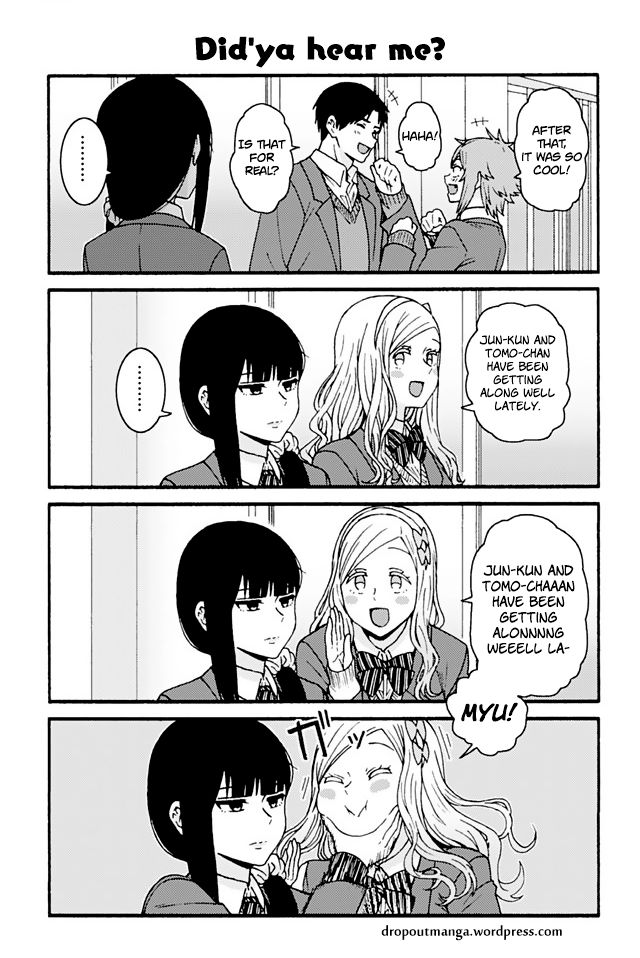 Did'ya hear me?
AFTER
THAT,
IT WAS SO
COOL!
HAHA!
IS THAT
FOR
REAL?
..........
JUN-KUN AND
TOMO-CHAN
HAVE BEEN
GETTING
ALONG WELL
LATELY.
..........
JUN-KUN AND
TOMO-CHAAAN
HAVE BEEN
GETTING
ALONNNNG
WEEELL LA-
MYU!
ガッ
dropoutmanga.wordpress.com